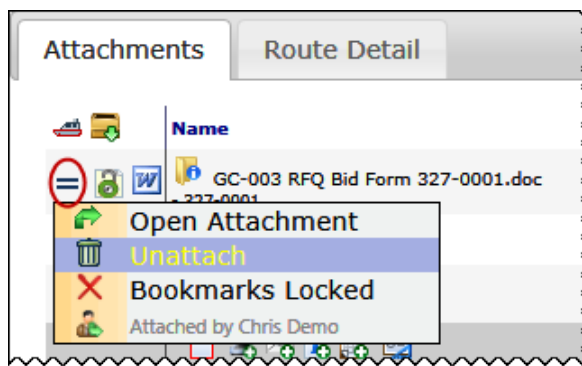 Attachments Route Detail
Name
GC-003 RFQ Bid Form 327-0001.doc
- 327-0001
Open Attachment
Unattach
Bookmarks Locked
Attached by Chris Demo